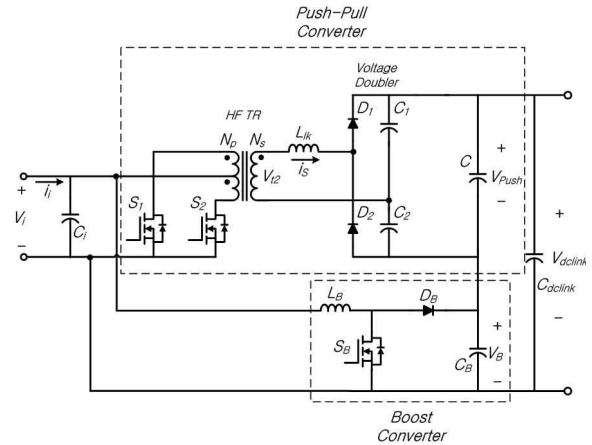 Push-Pull
Converter
Voltage
Doubler
HF TR
D1
C1
Np
Ns
Llk
is
ii
+
Vi
−
Ci
S1
S2
Vt2
D2
C2
C
+
VPush
−
+
Vdclink
Cdclink
−
LB
DB
SB
CB
+
VB
−
Boost
Converter